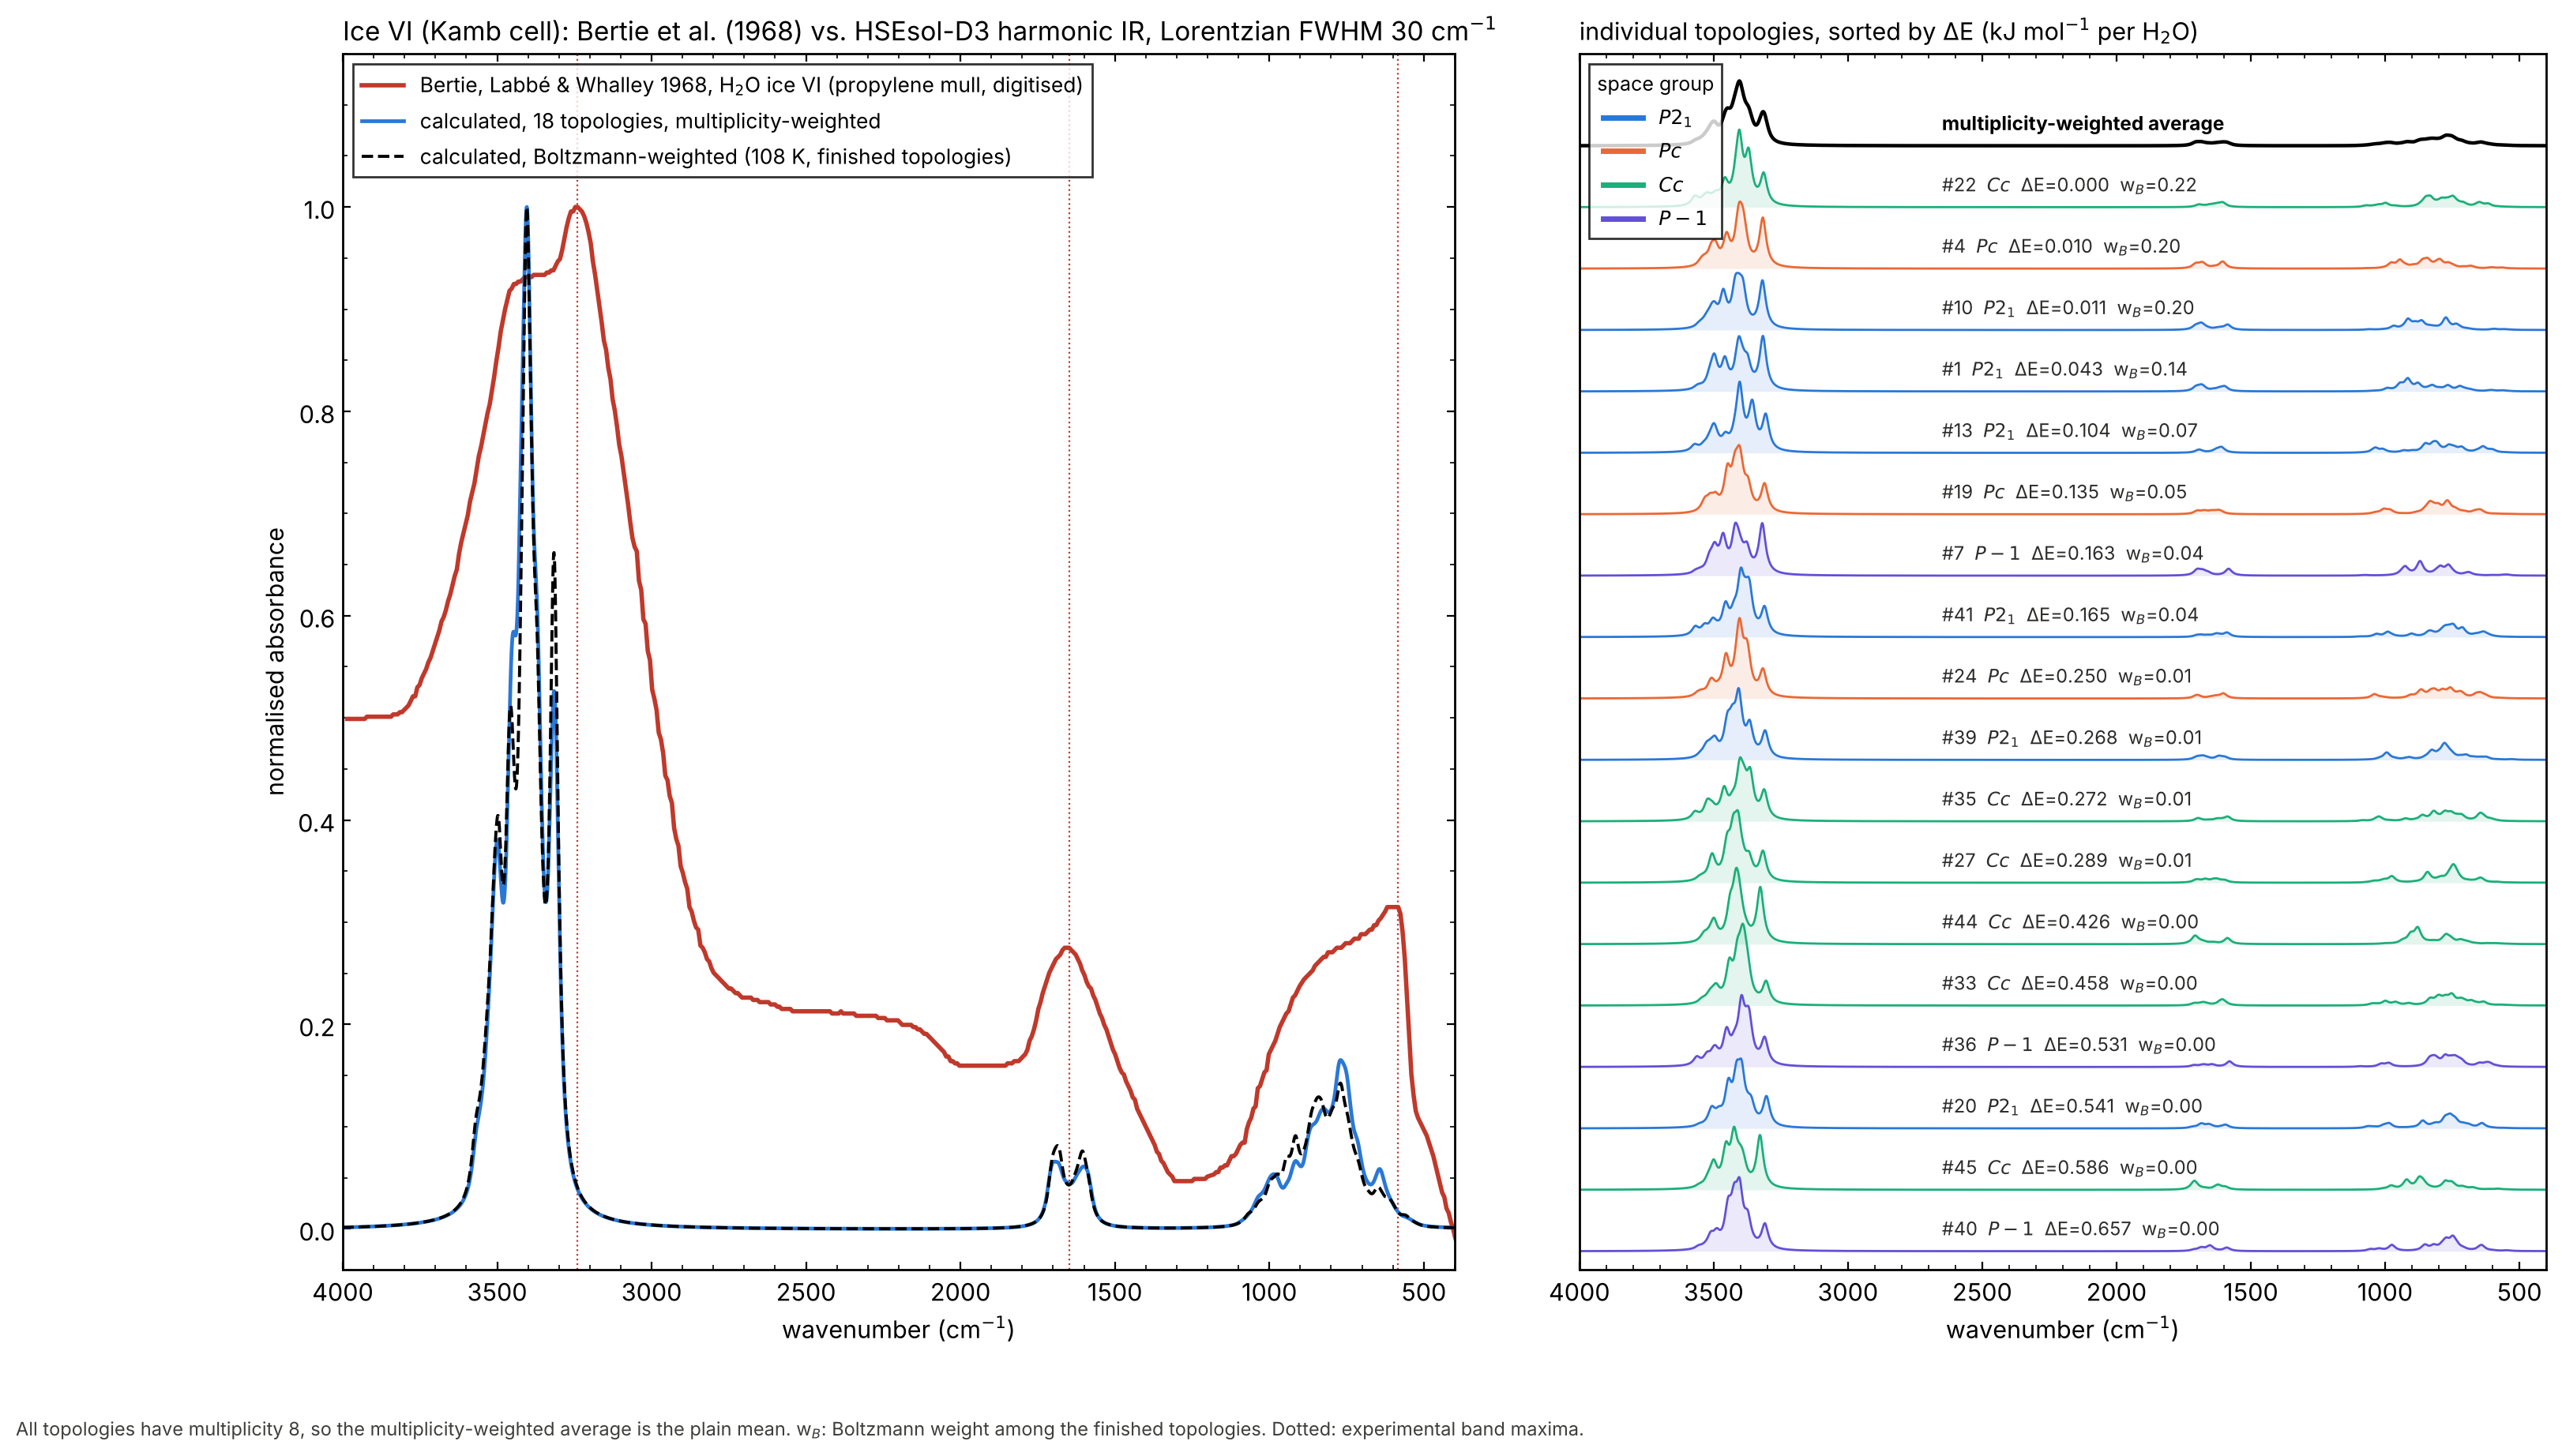 Ice VI (Kamb cell): Bertie et al. (1968) vs. HSEsol-D3 harmonic IR, Lorentzian FWHM 30 cm⁻¹
Bertie, Labbé & Whalley 1968, H₂O ice VI (propylene mull, digitised)
calculated, 18 topologies, multiplicity-weighted
calculated, Boltzmann-weighted (108 K, finished topologies)
normalised absorbance
1.0
0.8
0.6
0.4
0.2
0.0
4000 3500 3000 2500 2000 1500 1000 500
wavenumber (cm⁻¹)
individual topologies, sorted by ΔE (kJ mol⁻¹ per H₂O)
space group
P2₁
Pc
Cc
P − 1
multiplicity-weighted average
#22 Cc ΔE=0.000 w_B=0.22
#4 Pc ΔE=0.010 w_B=0.20
#10 P2₁ ΔE=0.011 w_B=0.20
#1 P2₁ ΔE=0.043 w_B=0.14
#13 P2₁ ΔE=0.104 w_B=0.07
#19 Pc ΔE=0.135 w_B=0.05
#7 P − 1 ΔE=0.163 w_B=0.04
#41 P2₁ ΔE=0.165 w_B=0.04
#24 Pc ΔE=0.250 w_B=0.01
#39 P2₁ ΔE=0.268 w_B=0.01
#35 Cc ΔE=0.272 w_B=0.01
#27 Cc ΔE=0.289 w_B=0.01
#44 Cc ΔE=0.426 w_B=0.00
#33 Cc ΔE=0.458 w_B=0.00
#36 P − 1 ΔE=0.531 w_B=0.00
#20 P2₁ ΔE=0.541 w_B=0.00
#45 Cc ΔE=0.586 w_B=0.00
#40 P − 1 ΔE=0.657 w_B=0.00
4000 3500 3000 2500 2000 1500 1000 500
wavenumber (cm⁻¹)
All topologies have multiplicity 8, so the multiplicity-weighted average is the plain mean. w_B: Boltzmann weight among the finished topologies. Dotted: experimental band maxima.